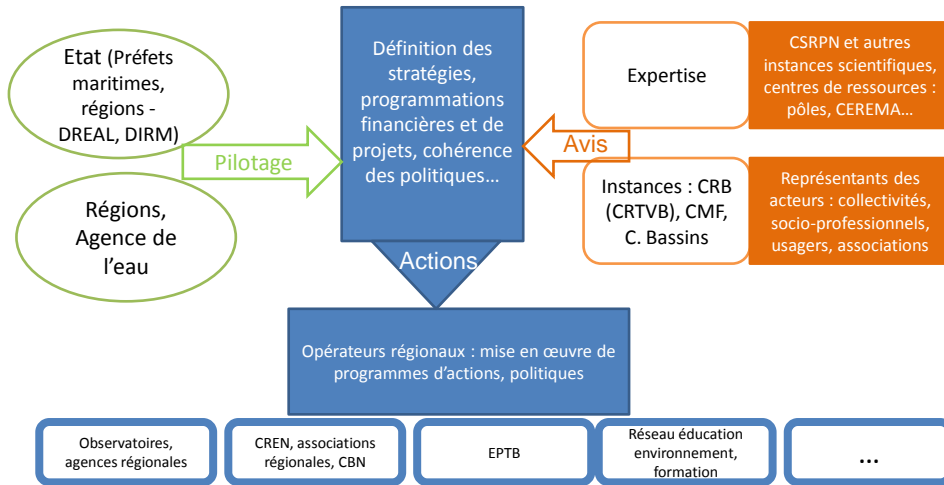 Etat (Préfets
maritimes,
régions -
DREAL, DIRM)
Régions,
Agence de
l'eau
Pilotage
Définition des
stratégies,
programmations
financières et de
projets, cohérence
des politiques…
Actions
Avis
Expertise
CSRPN et autres
instances scientifiques,
centres de ressources :
pôles, CEREMA…
Instances : CRB
(CRTVB), CMF,
C. Bassins
Représentants des
acteurs : collectivités,
socio-professionnels,
usagers, associations
Opérateurs régionaux : mise en œuvre de
programmes d'actions, politiques
Observatoires,
agences régionales
CREN, associations
régionales, CBN
EPTB
Réseau éducation
environnement,
formation
…